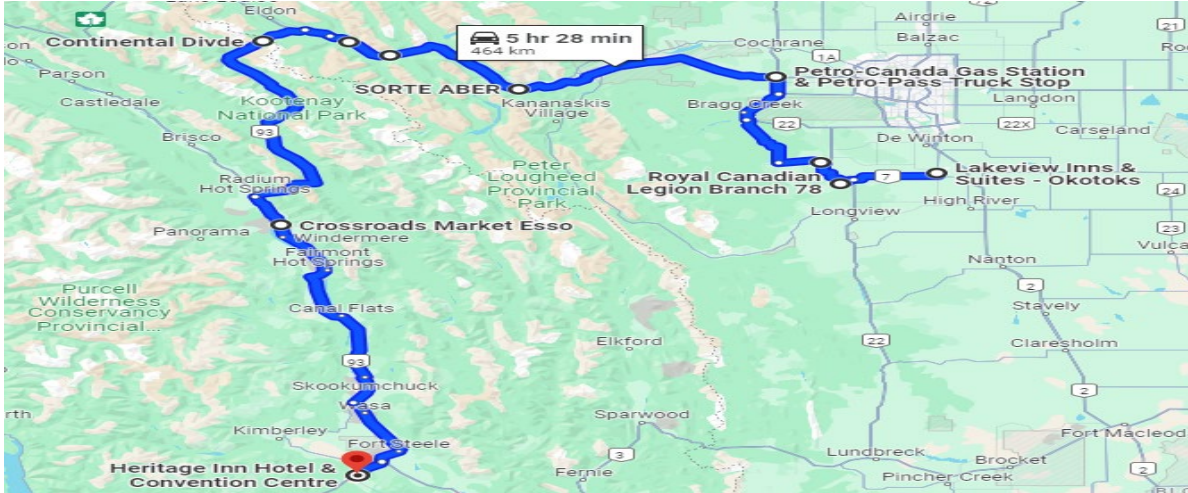 Eldon
Airdrie
Balzac
21
Continental Divde
5 hr 28 min
464 km
Cochrane
1A
Parson
Castledale
SORTE ABER
Kananaskis
Village
Petro-Canada Gas Station
& Petro-Pass Truck Stop
Langdon
Bragg Creek
22
22X
Carseland
Kootenay
National Park
93
Brisco
De Winton
Peter
Lougheed
Provincial
Park
Radium
Hot Springs
Royal Canadian
Legion Branch 78
7
Lakeview Inns &
Suites - Okotoks
24
High River
Longview
Panorama
Crossroads Market Esso
Windermere
Fairmont
Hot Springs
23
Vulca
Nanton
2
Purcell
Wilderness
Conservancy
Provincial...
Canal Flats
Stavely
Elkford
22
Claresholm
93
Skookumchuck
2
Wasa
Sparwood
Kimberley
Fort Steele
Fort Macleod
3
Lundbreck
Brocket
2
Heritage Inn Hotel &
Convention Centre
Fernie
Pincher Creek